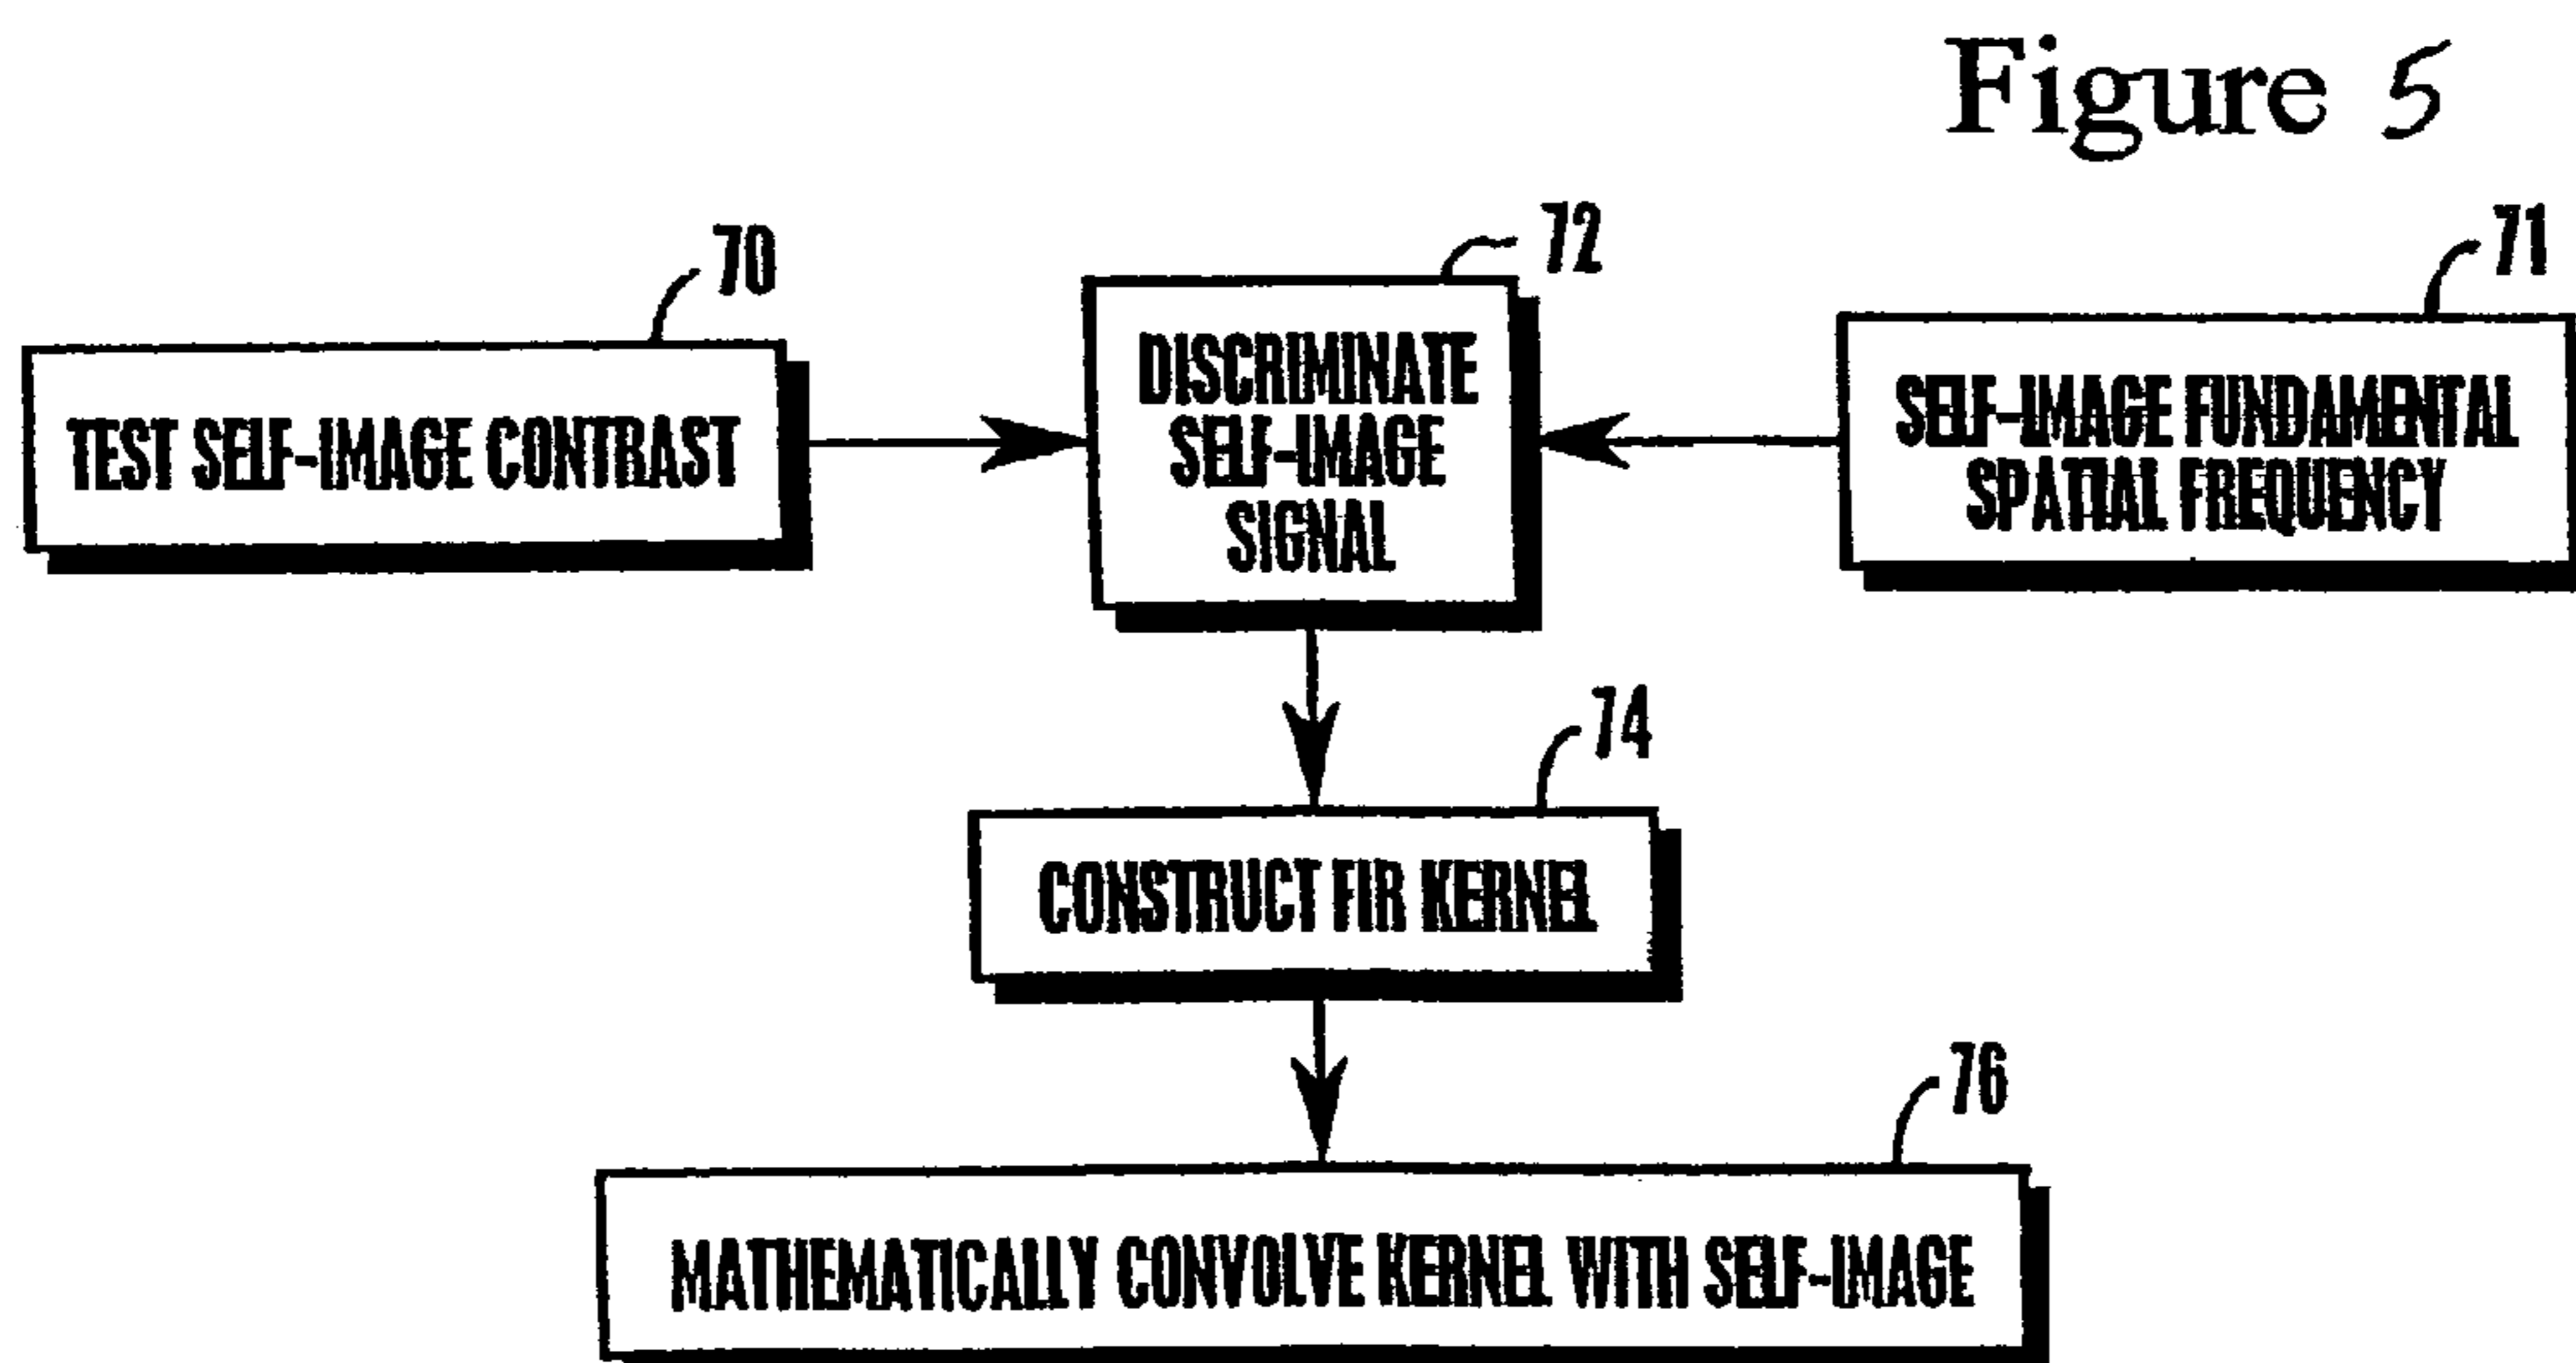 Figure 5
70
72
71
TEST SELF-IMAGE CONTRAST
DISCRIMINATE
SELF-IMAGE
SIGNAL
SELF-IMAGE FUNDAMENTAL
SPATIAL FREQUENCY
74
CONSTRUCT FIR KERNEL
76
MATHEMATICALLY CONVOLVE KERNEL WITH SELF-IMAGE